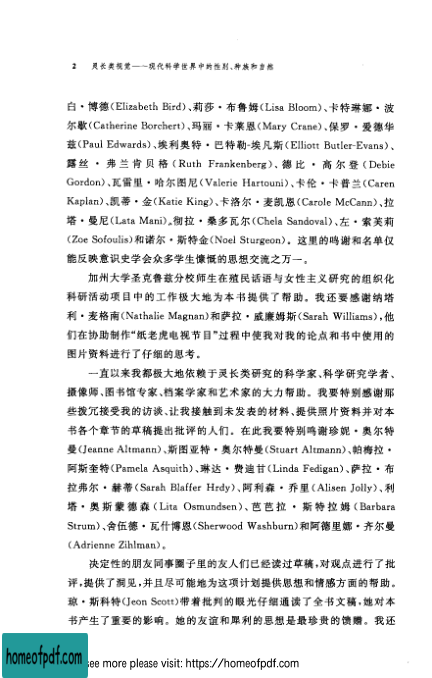 2 灵长类视觉——现代科学世界中的性别、种族和自然
白·博德(Elizabeth Bird)、莉莎·布鲁姆(Lisa Bloom)、卡特琳娜·波
尔歇(Catherine Borchert)、玛丽·卡莱恩(Mary Crane)、保罗·爱德华
兹(Paul Edwards)、埃利奥特·巴特勒-埃凡斯(Elliott Butler-Evans)、
露丝·弗兰肯贝格(Ruth Frankenberg)、德比·高尔登(Debie
Gordon)、瓦雷里·哈尔图尼(Valerie Hartouni)、卡伦·卡普兰(Caren
Kaplan)、凯蒂·金(Katie King)、卡洛尔·麦凯恩(Carole McCann)、拉
塔·曼尼(Lata Mani)。彻拉·桑多瓦尔(Chela Sandoval)、左·索芙莉
(Zoe Sofoulis)和诺尔·斯特金(Noel Sturgeon)。这里的鸣谢和名单仅
能反映意识史学会众多学生慷慨的思想交流之万一。
加州大学圣克鲁兹分校师生在殖民话语与女性主义研究的组织化
科研活动项目中的工作极大地为本书提供了帮助。我还要感谢纳塔
利·麦格南(Nathalie Magnan)和萨拉·威廉姆斯(Sarah Williams),他
们在协助制作“纸老虎电视节目”过程中使我对我的论点和书中使用的
图片资料进行了仔细的思考。
一直以来我都极大地依赖于灵长类研究的科学家、科学研究学者、
摄像师、图书馆专家、档案学家和艺术家的大力帮助。我要特别感谢那
些拨冗接受我的访谈、让我接触到未发表的材料、提供照片资料并对本
书各个章节的草稿提出批评的人们。在此我要特别鸣谢珍妮·奥尔特
曼(Jeanne Altmann)、斯图亚特·奥尔特曼(Stuart Altmann)、帕梅拉·
阿斯奎特(Pamela Asquith)、琳达·费迪甘(Linda Fedigan)、萨拉·布
拉弗尔·赫蒂(Sarah Blaffer Hrdy)、阿利森·乔里(Alisen Jolly)、利
塔·奥斯蒙德森(Lita Osmundsen)、芭芭拉·斯特拉姆(Barbara
Strum)、舍伍德·瓦什博恩(Sherwood Washburn)和阿德里娜·齐尔曼
(Adrienne Zihlman)。
决定性的朋友同事圈子里的友人们已经读过草稿,对观点进行了批
评,提供了洞见,并且尽可能地为这项计划提供思想和情感方面的帮助。
琼·斯科特(Jeon Scott)带着批判的眼光仔细通读了全书文稿,她对本
书产生了重要的影响。她的友谊和犀利的思想是最珍贵的馈赠。我还
homeofpdf.com
see more please visit: https://homeofpdf.com